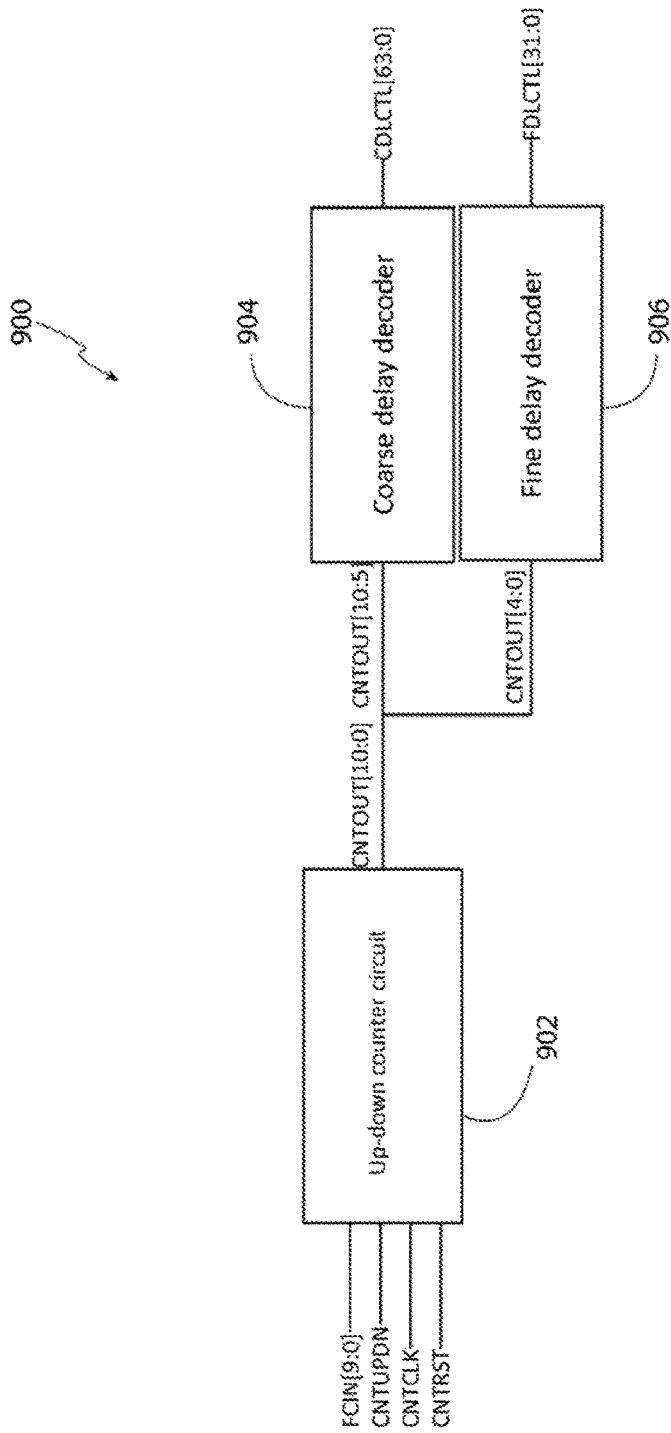 900
904
Coarse delay decoder
CDLCTL[63:0]
Fine delay decoder
FDLCTL[31:0]
906
CNTOUT[10:0]
CNTOUT[10:5]
CNTOUT[4:0]
Up-down counter circuit
902
FCIN[9:0]
CNTUPDN
CNTCLK
CNTRST